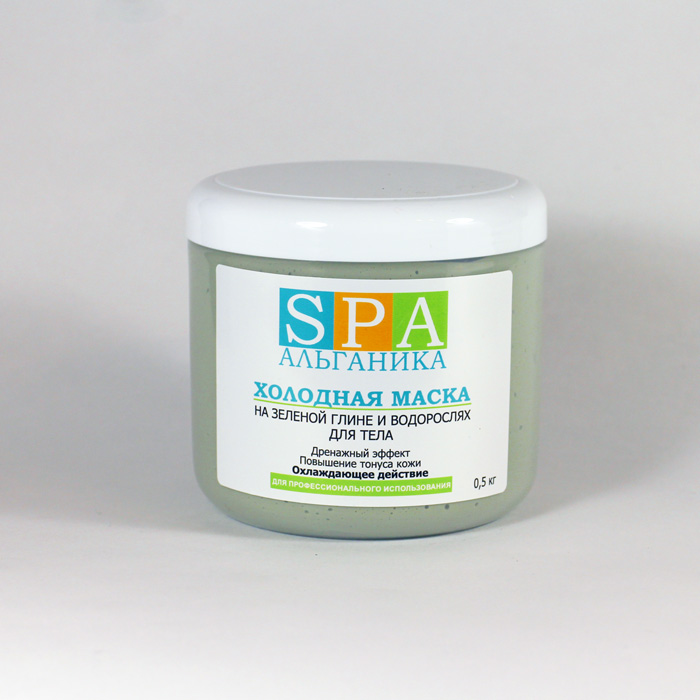 SPA
АЛЬГАНИКА
ХОЛОДНАЯ МАСКА
НА ЗЕЛЕНОЙ ГЛИНЕ И ВОДОРОСЛЯХ
ДЛЯ ТЕЛА
Дренажный эффект
Повышение тонуса кожи
Охлаждающее действие
ДЛЯ ПРОФЕССИОНАЛЬНОГО ИСПОЛЬЗОВАНИЯ
0,5 кг